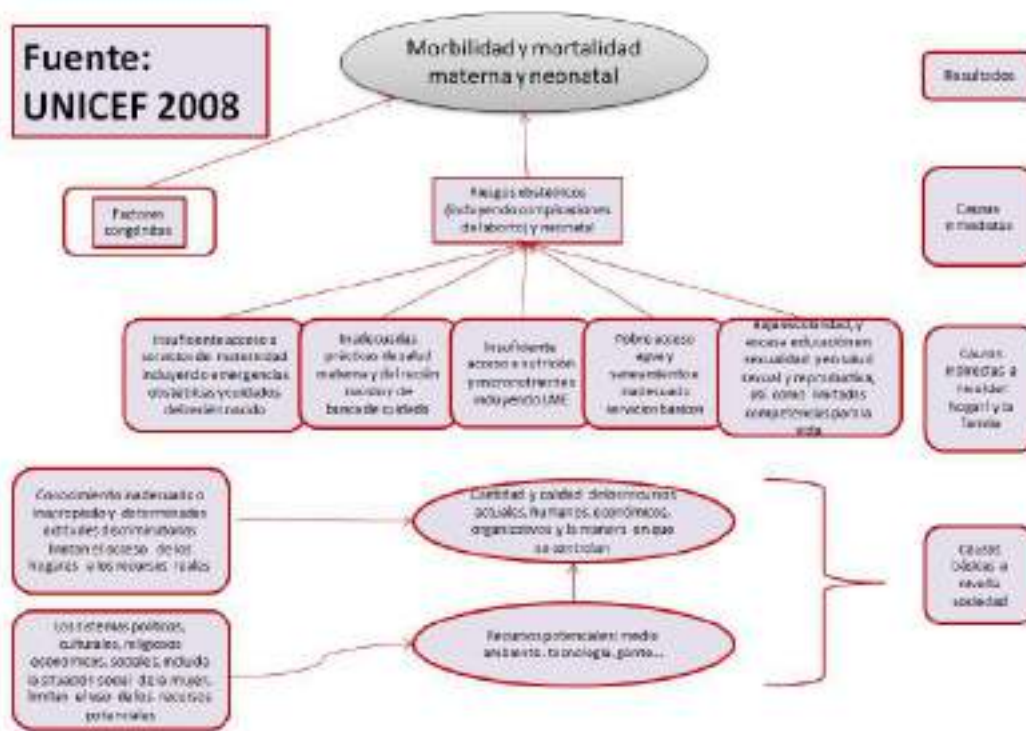 Fuente:
UNICEF 2008
Morbilidad y mortalidad
materna y neonatal
Resultados
Factores
congénitos
Riesgos obstétricos
(incluyendo complicaciones
de laborto) y neonatal
Causas
inmediatas
Insuficiente acceso a
servicios de maternidad
incluyendo emergencias
obstétricas y cuidados
del recién nacido
Inadecuadas
prácticas de salud
materna y del recién
nacido y de
busca de cuidado
Insuficiente
acceso a nutrición
y micronutrientes
incluyendo LME
Pobre acceso
agua y
saneamiento e
inadecuado
servicios básicos
Baja escolaridad, y
escasa educación en
sexualidad y en salud
sexual y reproductiva,
así como limitadas
competencias para la
vida
Causas
indirectas a
nivel del
hogar/ y la
familia
Conocimiento inadecuado o
inapropiado y determinadas
actitudes discriminatorias
limitan el acceso de los
hogares a los recursos reales
Cantidad y calidad de los recursos
actuales, humanos, económicos,
organizativos y la manera en que
se controlan
Causas
básicas a
nivel la
sociedad
Los sistemas políticos,
culturales, religiosos
económicos, sociales, incluida
la situación social de la mujer,
limitan el uso de los recursos
potenciales
Recursos potenciales: medio
ambiente, tecnología, gente...